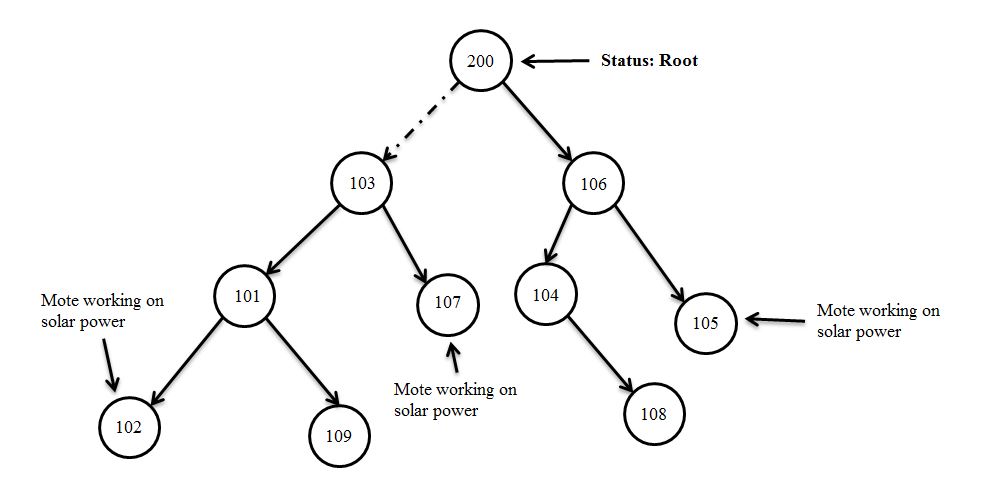 200
Status: Root
103
106
101
107
104
105
Mote working on
solar power
Mote working on
solar power
Mote working on
solar power
102
109
108